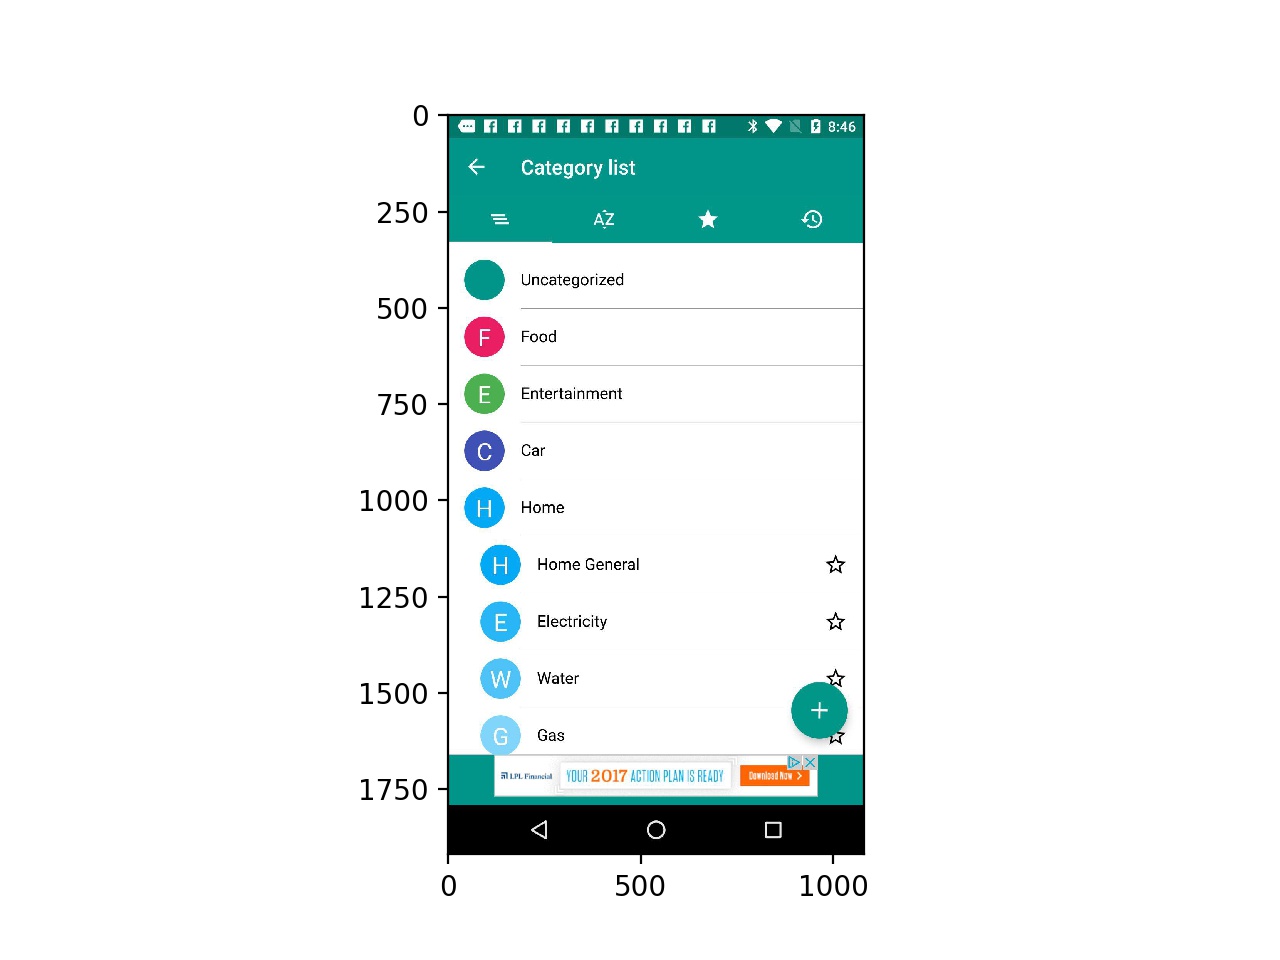 0
250
500
750
1000
1250
1500
1750
0 500 1000
8:46
Category list
AZ
Uncategorized
F Food
E Entertainment
C Car
H Home
H Home General
E Electricity
W Water
G Gas
LPL Financial YOUR 2017 ACTION PLAN IS READY Download Now